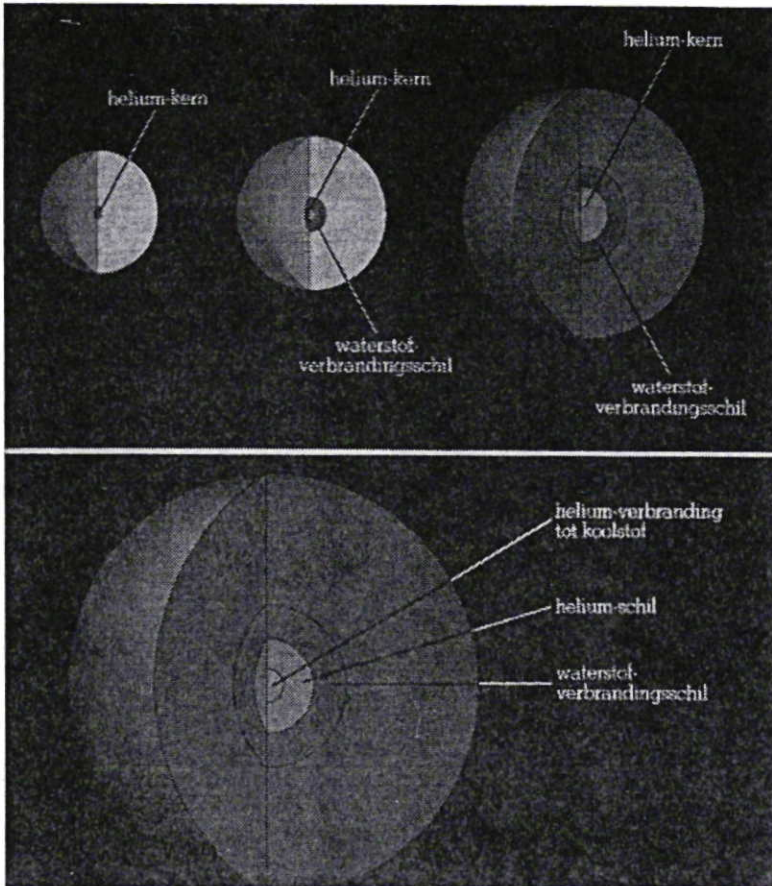 helium-kern
helium-kern
helium-kern
waterstof-
verbrandingsschil
waterstof-
verbrandingsschil
helium-verbranding
tot koolstof
helium-schil
waterstof-
verbrandingsschil